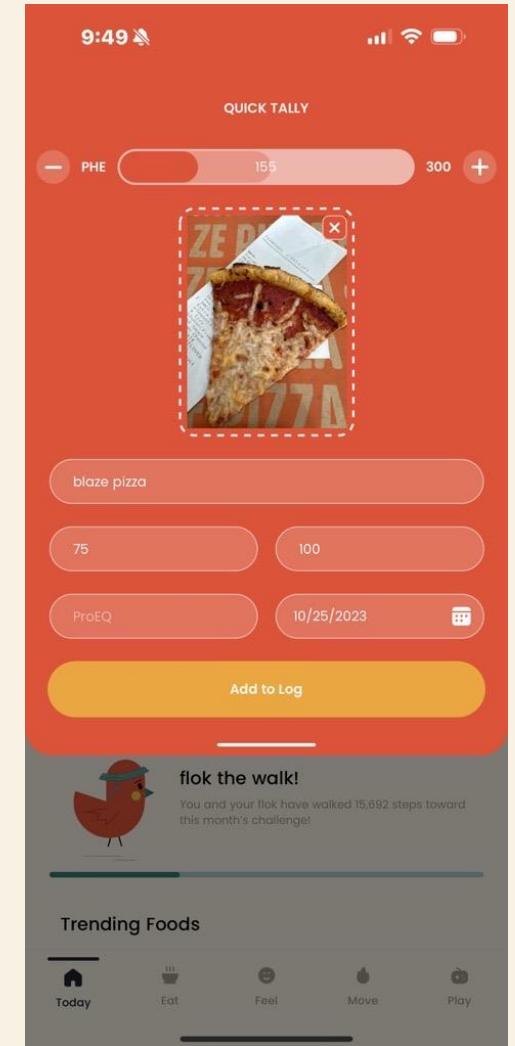 9:49
QUICK TALLY
PHE 155 300
ZE PI
ZZA
blaze pizza
75 100
ProEQ 10/25/2023
Add to Log
flok the walk!
You and your flok have walked 15,692 steps toward
this month's challenge!
Trending Foods
Today Eat Feel Move Play